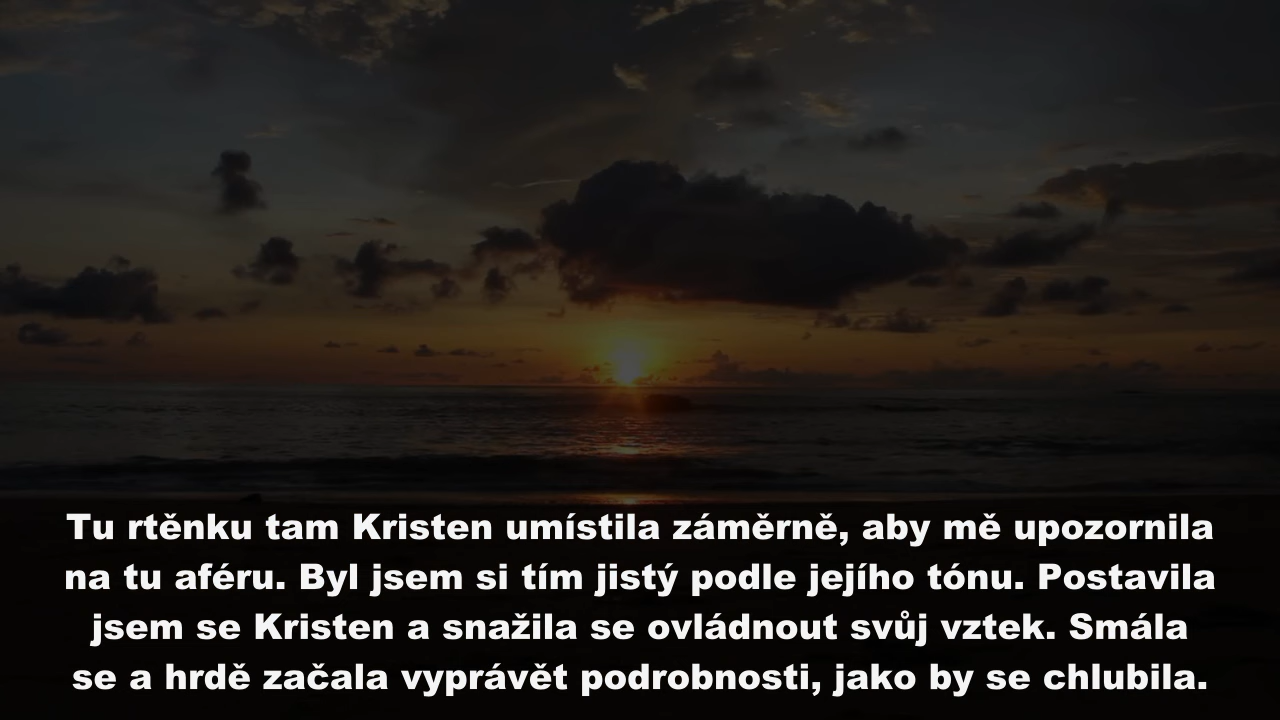 Tu rtěnku tam Kristen umístila záměrně, aby mě upozornila
na tu aféru. Byl jsem si tím jistý podle jejího tónu. Postavila
jsem se Kristen a snažila se ovládnout svůj vztek. Smála
se a hrdě začala vyprávět podrobnosti, jako by se chlubila.